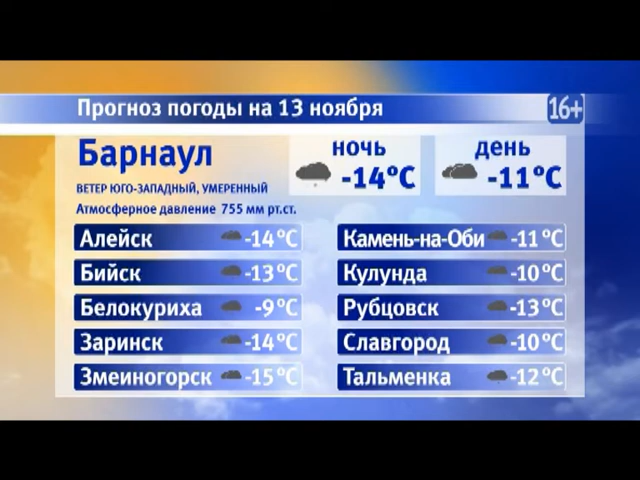 Прогноз погоды на 13 ноября 16+
Барнаул
ночь -14°C
день -11°C
ВЕТЕР ЮГО-ЗАПАДНЫЙ, УМЕРЕННЫЙ
Атмосферное давление 755 мм рт.ст.
Алейск -14°C
Бийск -13°C
Белокуриха -9°C
Заринск -14°C
Змеиногорск -15°C
Камень-на-Оби -11°C
Кулунда -10°C
Рубцовск -13°C
Славгород -10°C
Тальменка -12°C